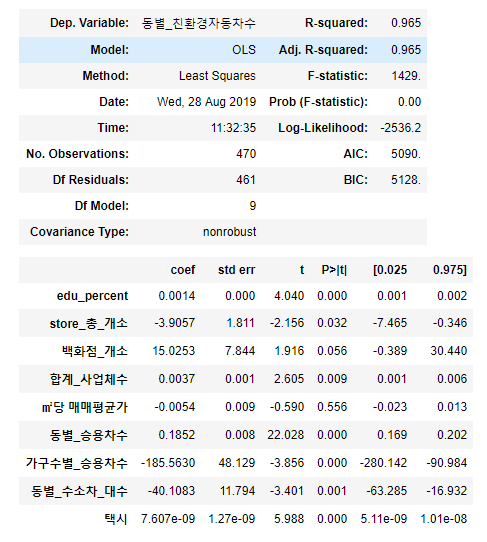 Dep. Variable: 동별_친환경자동차수 R-squared: 0.965
Model: OLS Adj. R-squared: 0.965
Method: Least Squares F-statistic: 1429.
Date: Wed, 28 Aug 2019 Prob (F-statistic): 0.00
Time: 11:32:35 Log-Likelihood: -2536.2
No. Observations: 470 AIC: 5090.
Df Residuals: 461 BIC: 5128.
Df Model: 9
Covariance Type: nonrobust
coef std err t P>|t| [0.025 0.975]
edu_percent 0.0014 0.000 4.040 0.000 0.001 0.002
store_총_개소 -3.9057 1.811 -2.156 0.032 -7.465 -0.346
백화점_개소 15.0253 7.844 1.916 0.056 -0.389 30.440
합계_사업체수 0.0037 0.001 2.605 0.009 0.001 0.006
㎡당 매매평균가 -0.0054 0.009 -0.590 0.556 -0.023 0.013
동별_승용차수 0.1852 0.008 22.028 0.000 0.169 0.202
가구수별_승용차수 -185.5630 48.129 -3.856 0.000 -280.142 -90.984
동별_수소차_대수 -40.1083 11.794 -3.401 0.001 -63.285 -16.932
택시 7.607e-09 1.27e-09 5.988 0.000 5.11e-09 1.01e-08